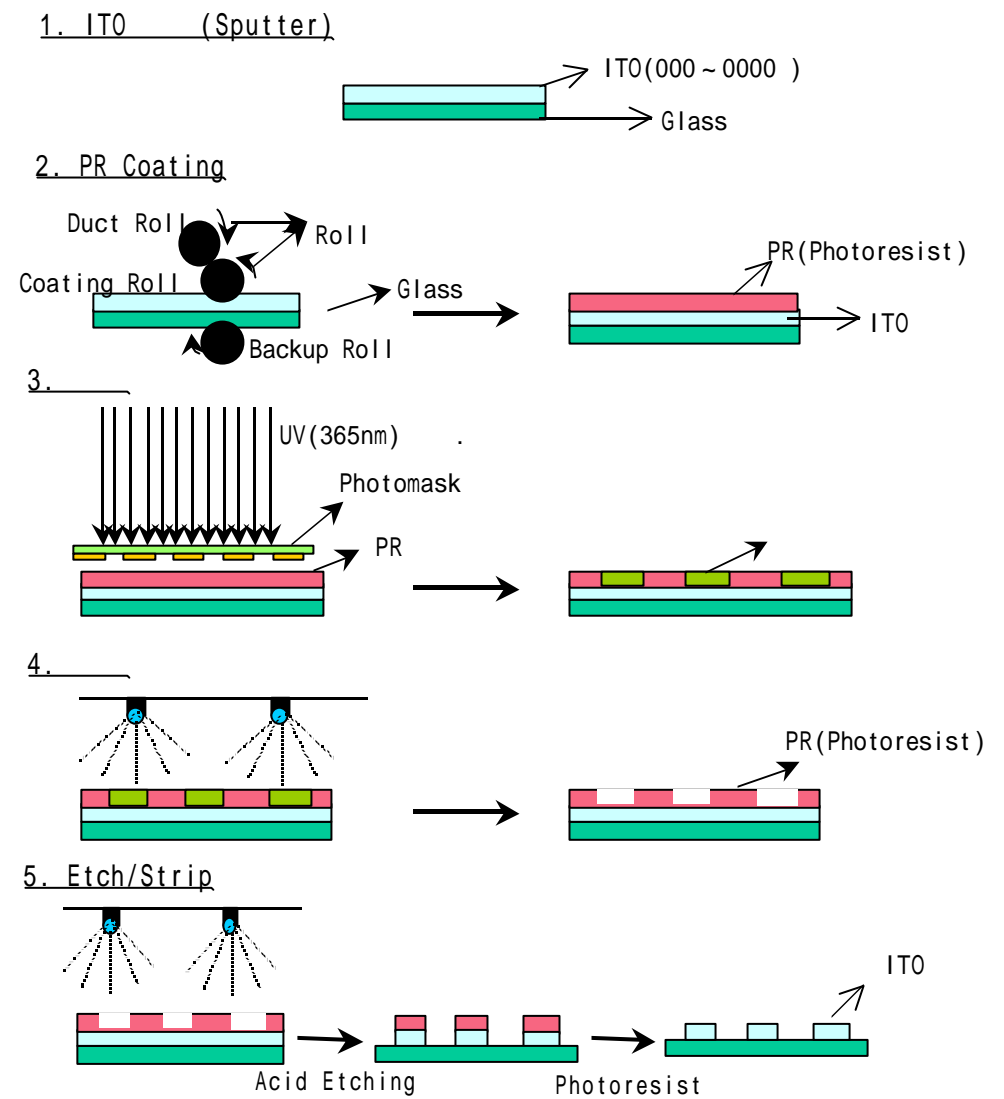 1. ITO (Sputter)
ITO(000 ~ 0000 )
Glass
2. PR Coating
Duct Roll
Roll
Coating Roll
Glass
Backup Roll
PR(Photoresist)
ITO
3.
UV(365nm) .
Photomask
PR
4.
PR(Photoresist)
5. Etch/Strip
Acid Etching
Photoresist
ITO